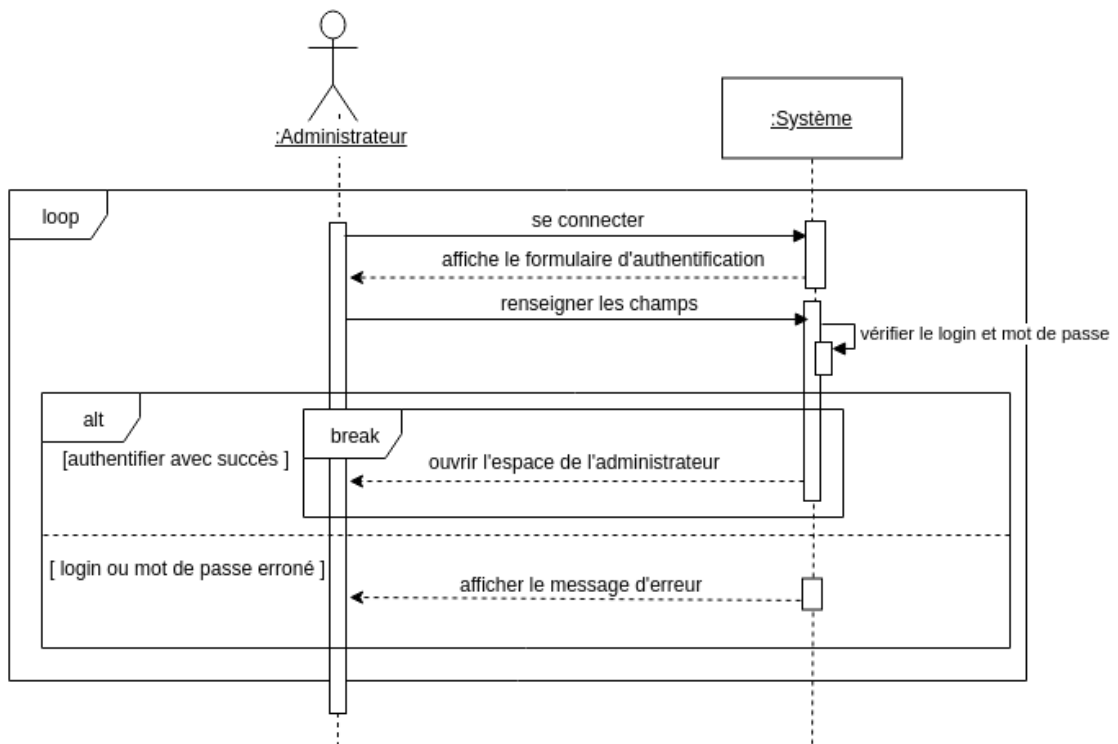 :Administrateur
:Système
loop
se connecter
affiche le formulaire d'authentification
renseigner les champs
vérifier le login et mot de passe
alt
break
[authentifier avec succès ]
ouvrir l'espace de l'administrateur
[ login ou mot de passe erroné ]
afficher le message d'erreur